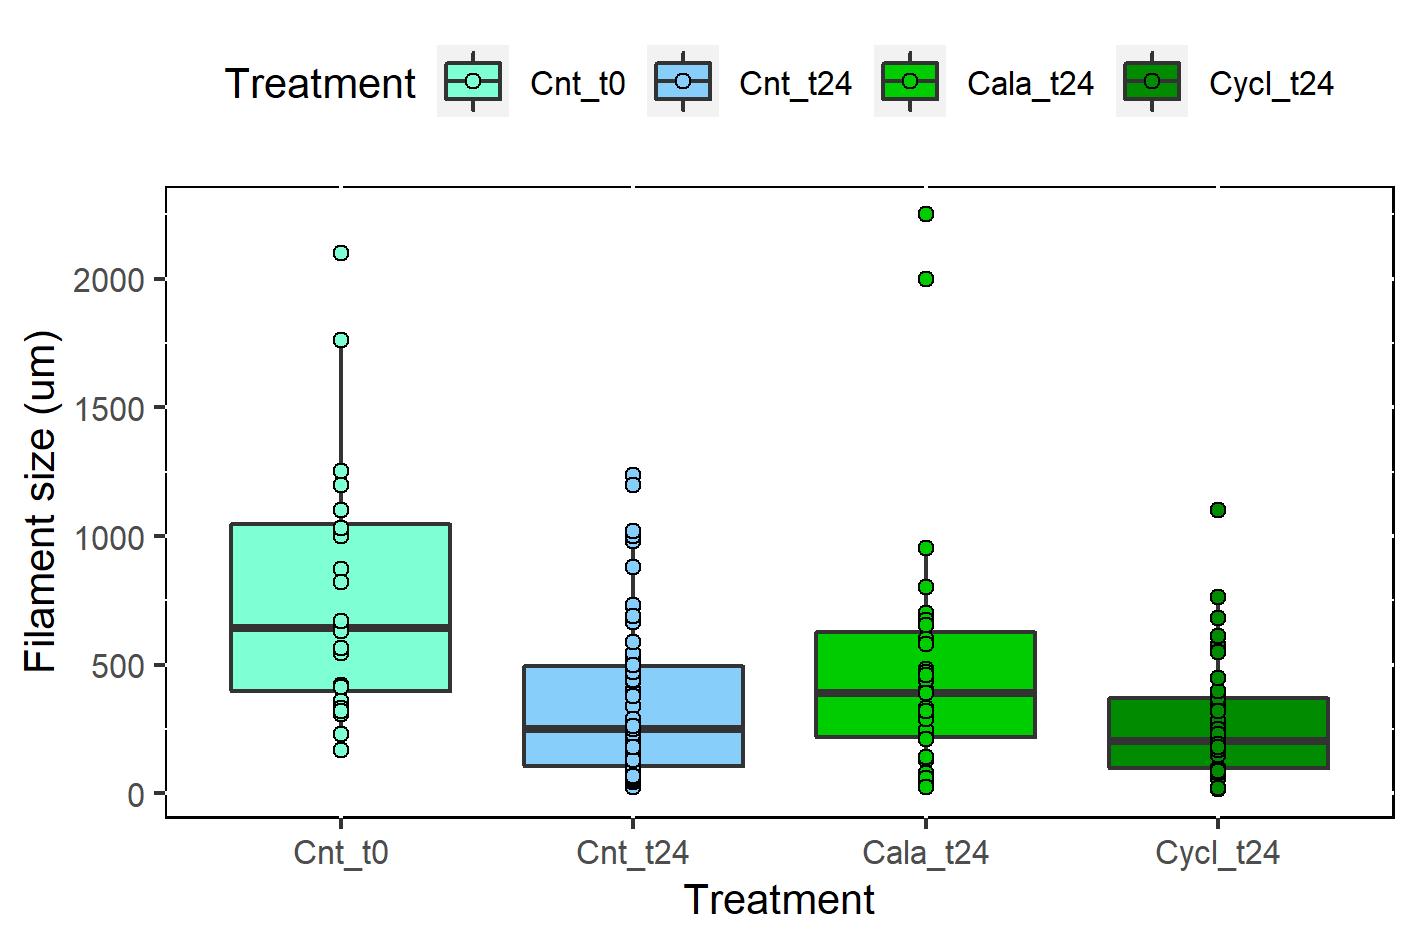 Treatment Cnt_t0 Cnt_t24 Cala_t24 Cycl_t24
Filament size (um)
2000
1500
1000
500
0
Cnt_t0 Cnt_t24 Cala_t24 Cycl_t24
Treatment